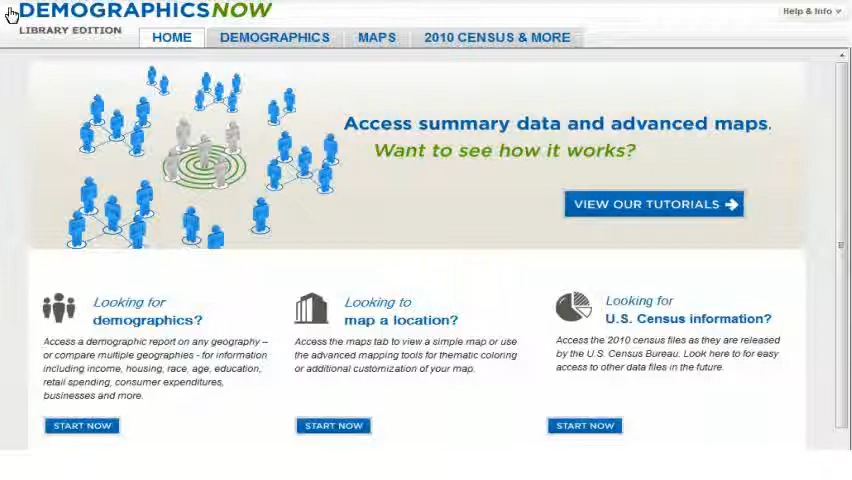 DEMOGRAPHICSNOW
LIBRARY EDITION
Help & Info
HOME
DEMOGRAPHICS
MAPS
2010 CENSUS & MORE
Access summary data and advanced maps.
Want to see how it works?
VIEW OUR TUTORIALS
Looking for
demographics?
Access a demographic report on any geography –
or compare multiple geographies - for information
including income, housing, race, age, education,
retail spending, consumer expenditures,
businesses and more.
START NOW
Looking to
map a location?
Access the maps tab to view a simple map or use
the advanced mapping tools for thematic coloring
or additional customization of your map.
START NOW
Looking for
U.S. Census information?
Access the 2010 census files as they are released
by the U.S. Census Bureau. Look here to for easy
access to other data files in the future.
START NOW